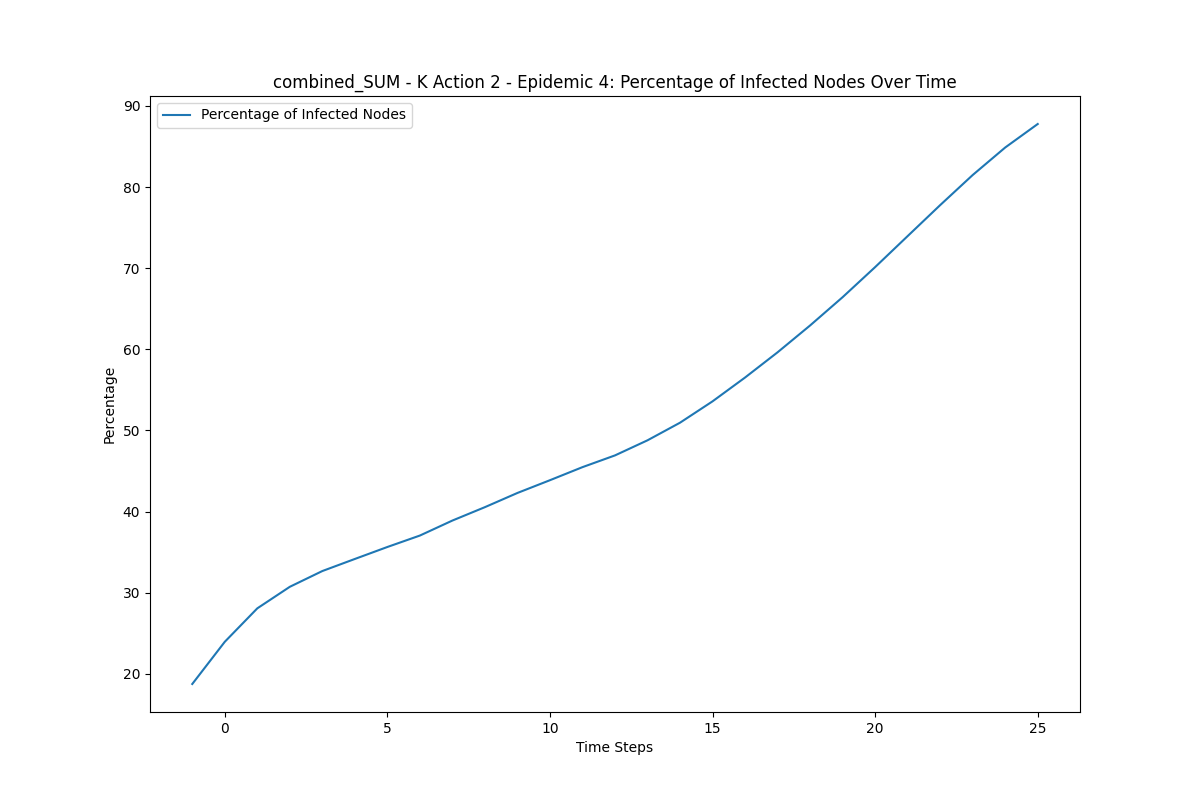 combined_SUM - K Action 2 - Epidemic 4: Percentage of Infected Nodes Over Time
Percentage of Infected Nodes
Percentage
90
80
70
60
50
40
30
20
0 5 10 15 20 25
Time Steps